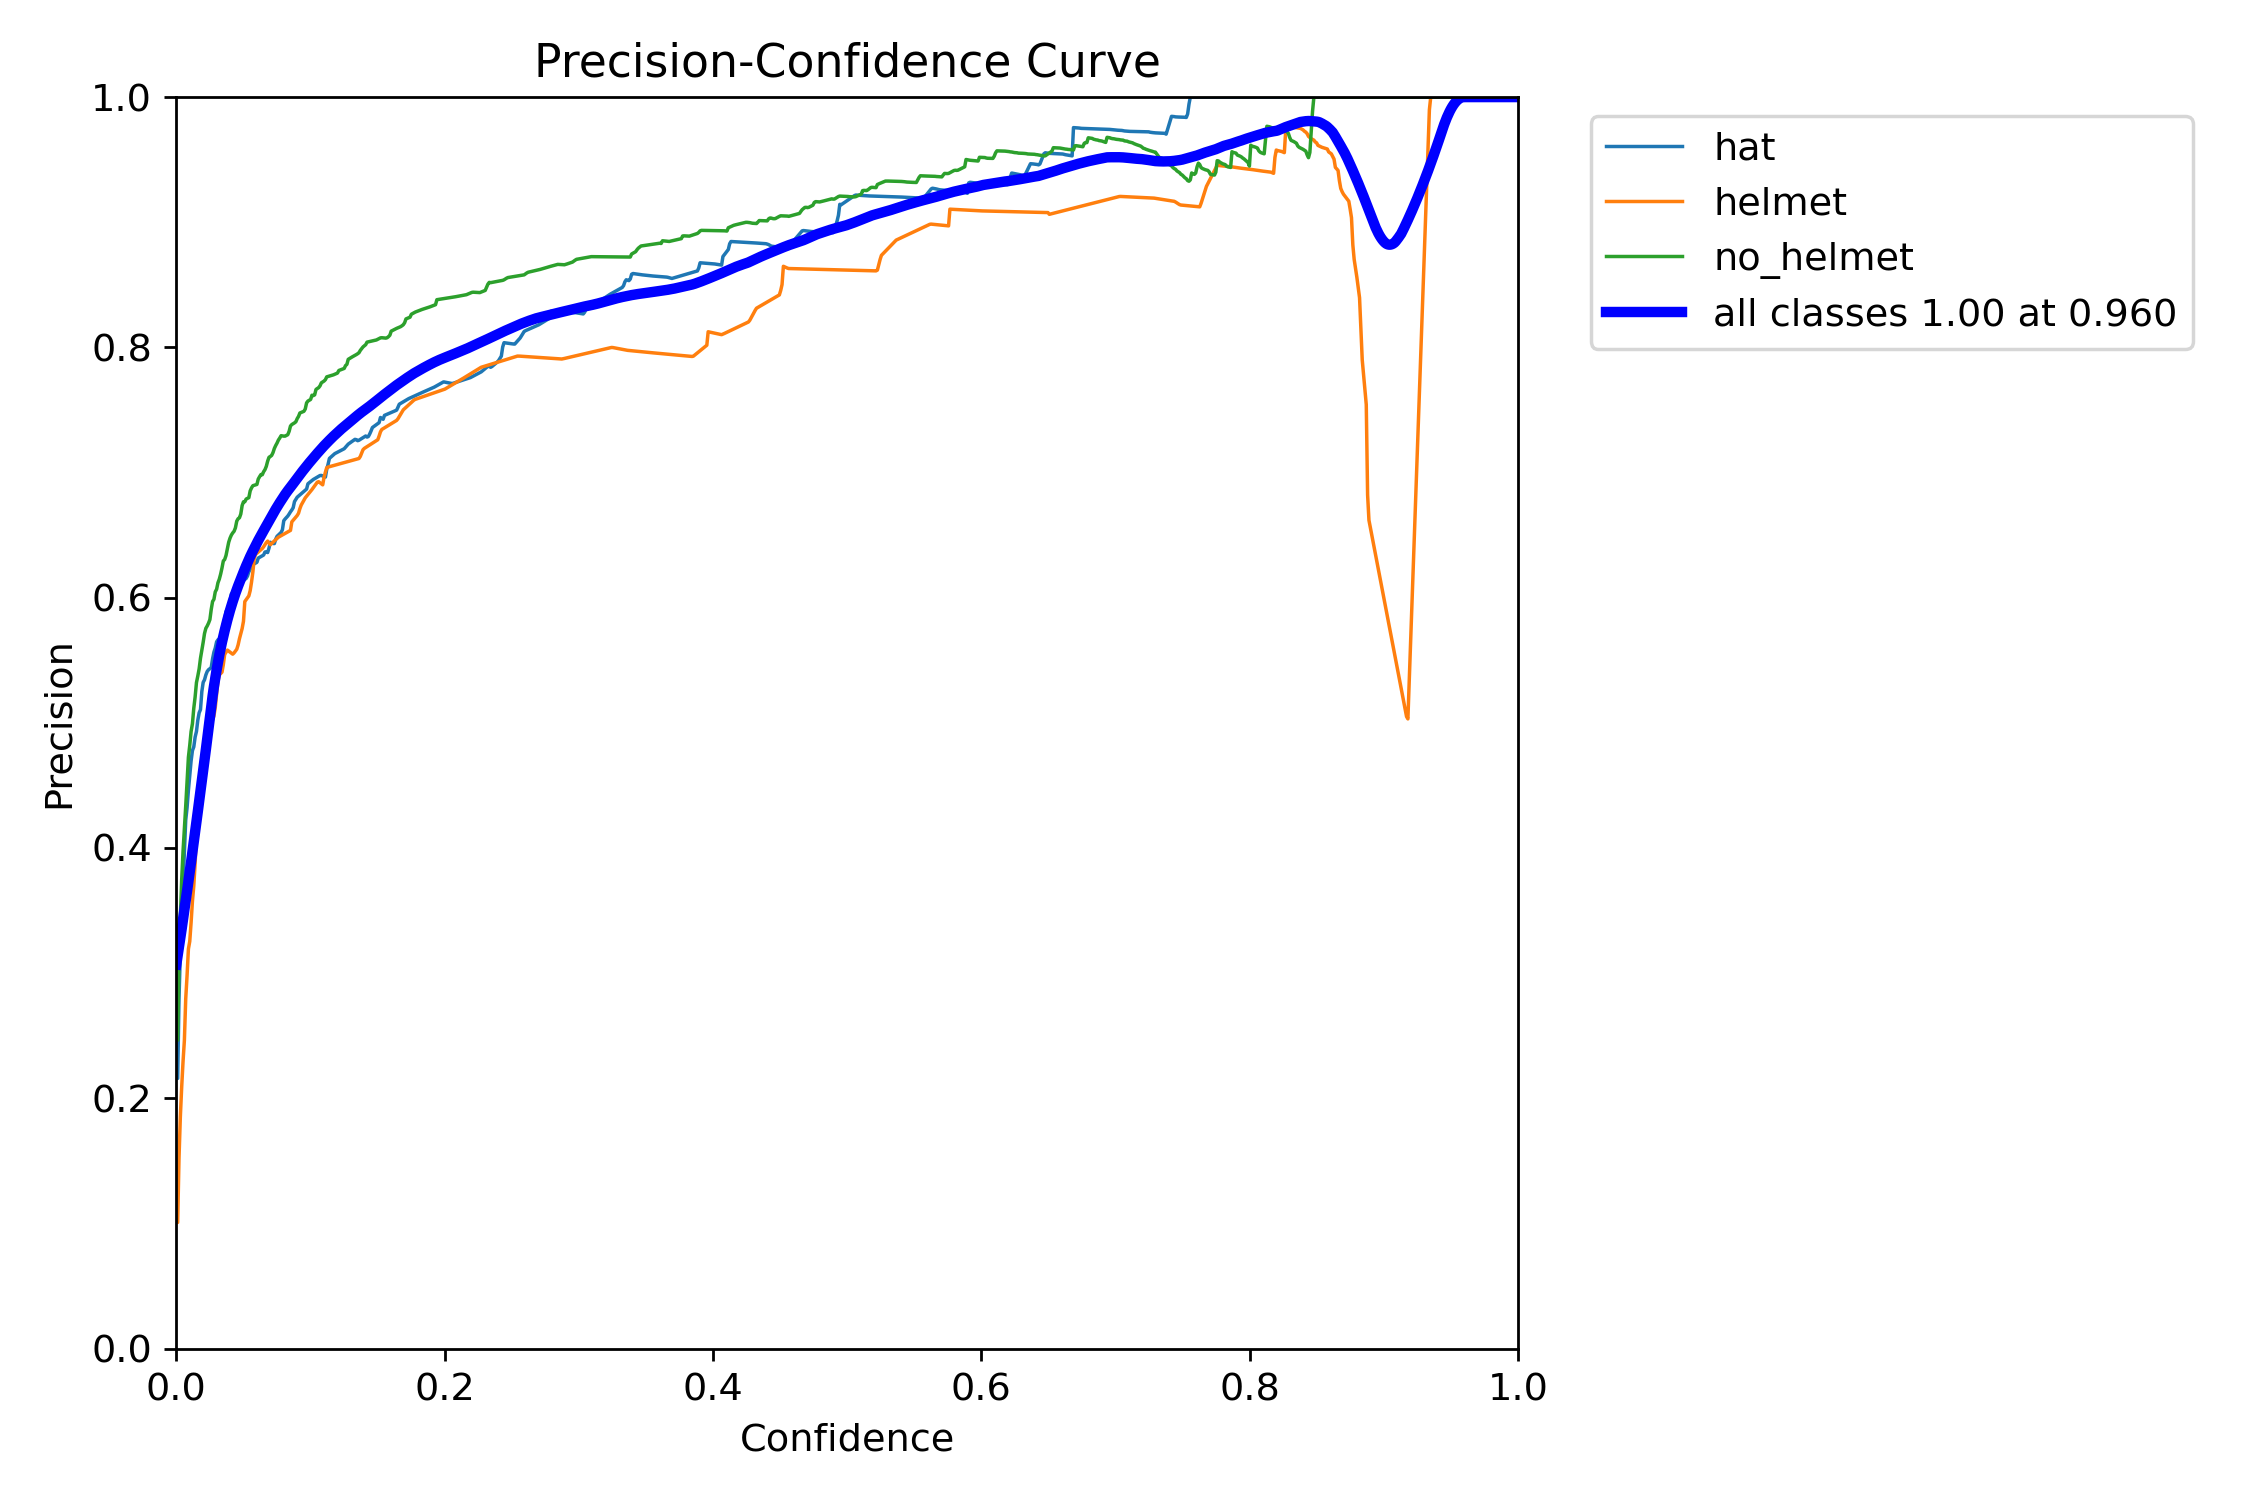 Precision-Confidence Curve
1.0
0.8
0.6
0.4
0.2
0.0
Precision
0.0 0.2 0.4 0.6 0.8 1.0
Confidence
hat
helmet
no_helmet
all classes 1.00 at 0.960